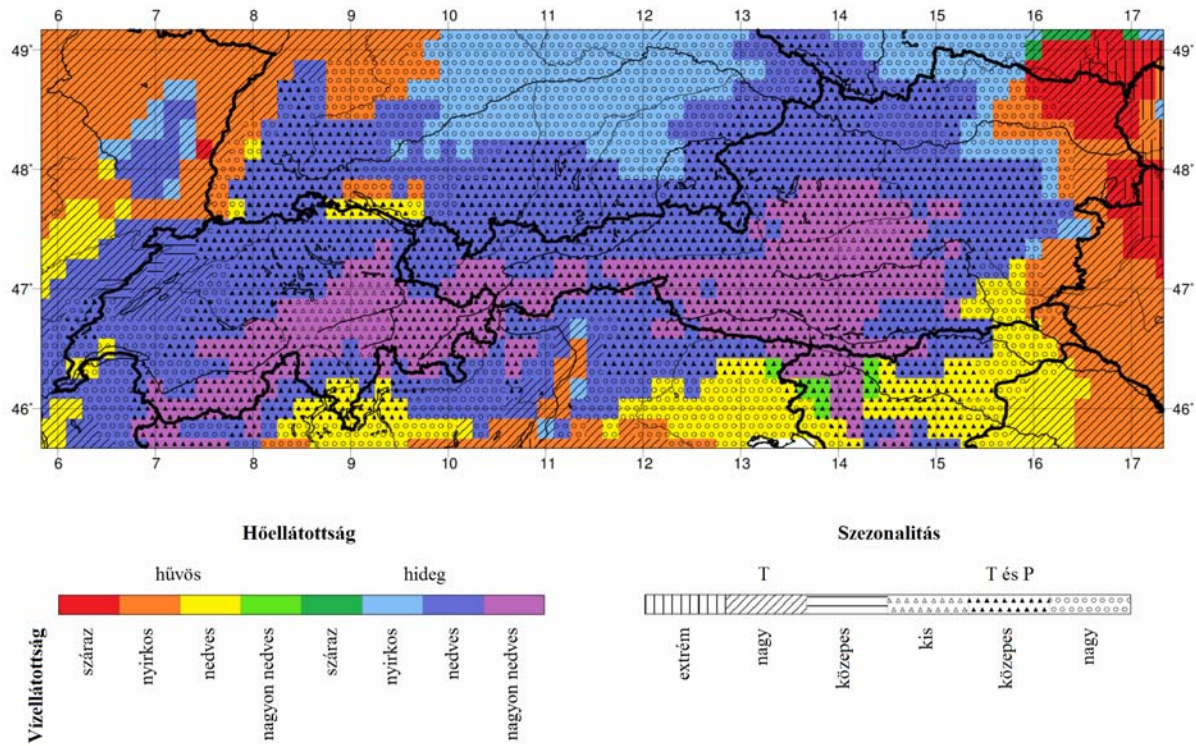 6 7 8 9 10 11 12 13 14 15 16 17
49° 49°
48° 48°
47° 47°
46° 46°
6 7 8 9 10 11 12 13 14 15 16 17
Hőellátottság Szezonalitás
hűvös hideg T T és P
Vízellátottság
száraz nyirkos nedves nagyon nedves száraz nyirkos nedves nagyon nedves
extrém nagy közepes kis közepes nagy